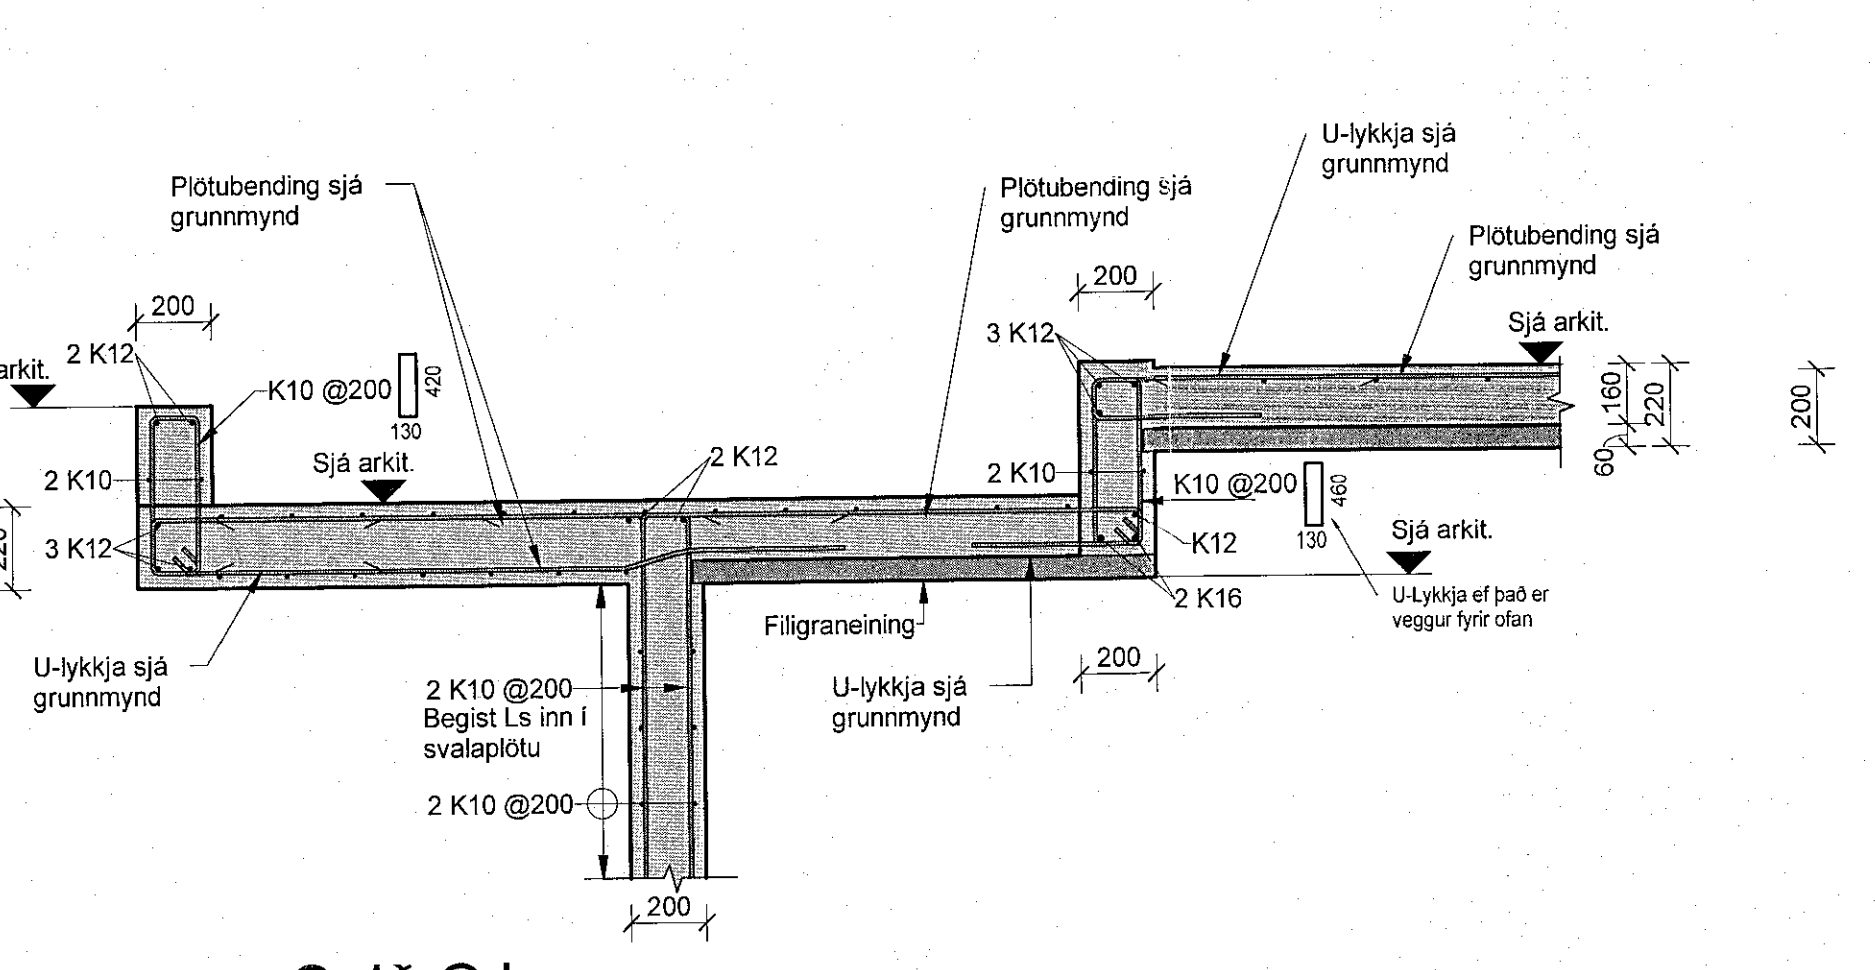 U-lykkja sjá
grunnmynd
Plötubending sjá
grunnmynd
Plötubending sjá
grunnmynd
Plötubending sjá
grunnmynd
200
200
Sjá arkit.
3 K12
2 K12
arkit.
K10 @200
420
130
160
220
200
60
Sjá arkit.
2 K12
2 K10
2 K10
K10 @200
460
130
Sjá arkit.
220
3 K12
K12
2 K16
U-Lykkja ef það er
veggur fyrir ofan
Filigraneining
U-lykkja sjá
grunnmynd
200
2 K10 @200
Begist Ls inn í
svalaplötu
U-lykkja sjá
grunnmynd
2 K10 @200
200